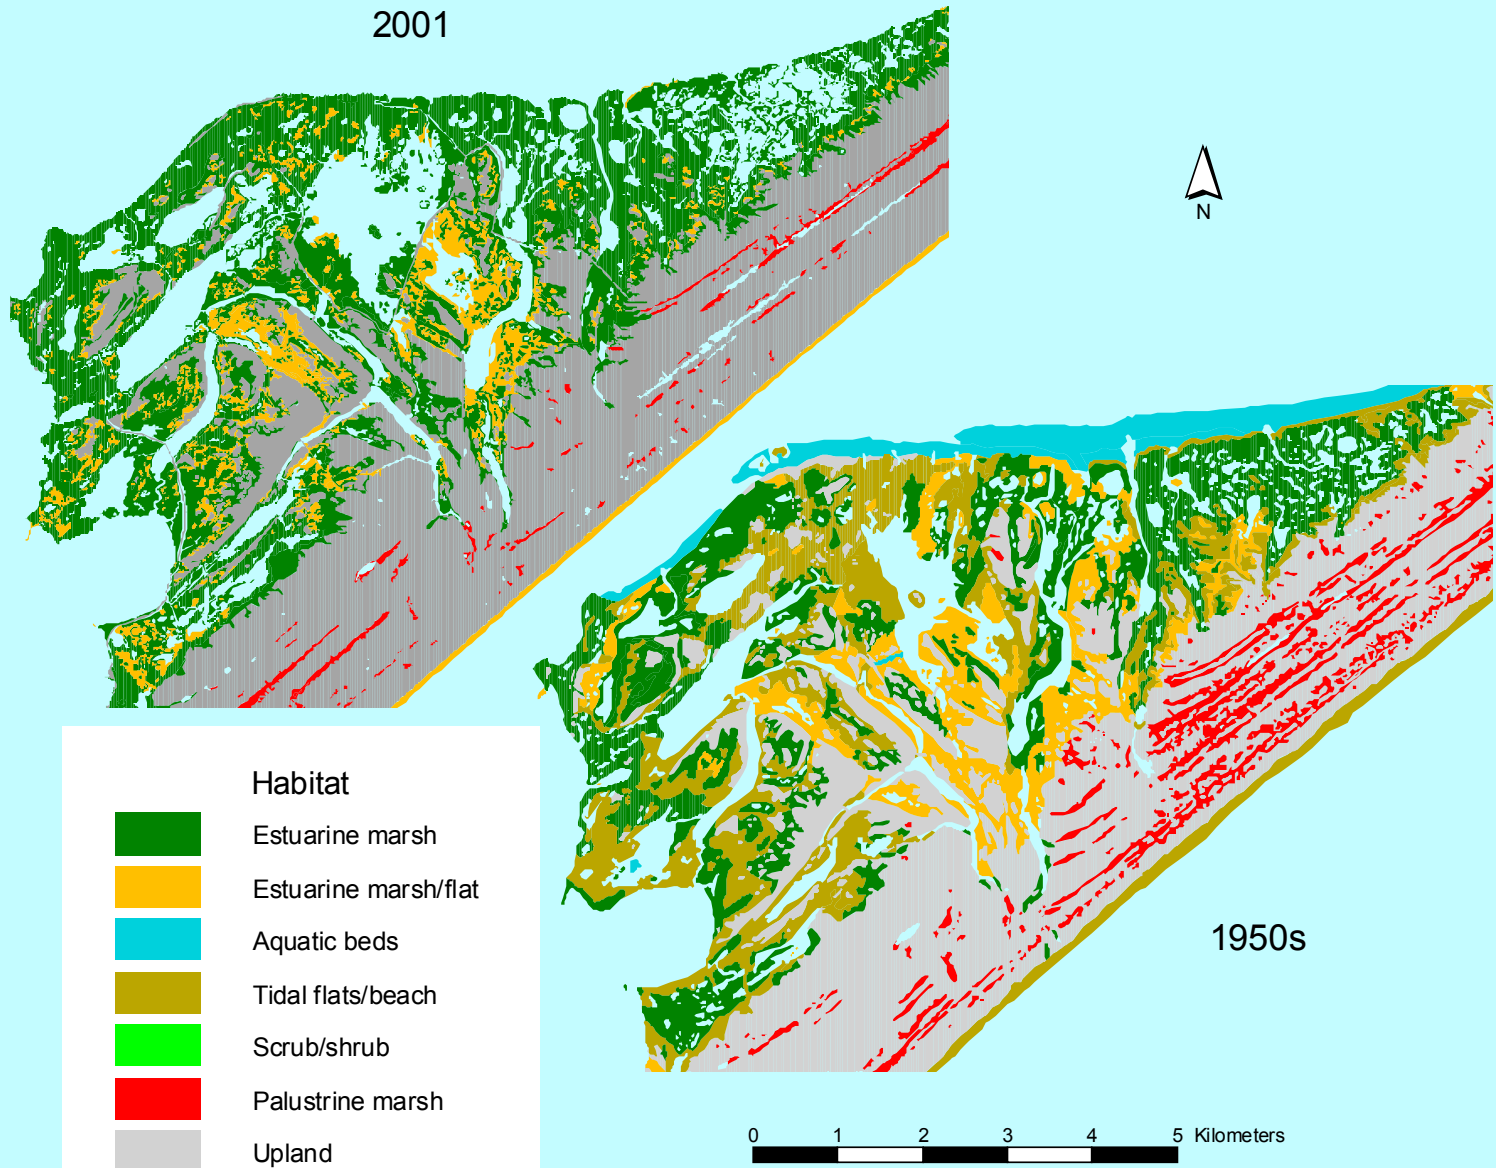 2001
N
1950s
Habitat
Estuarine marsh
Estuarine marsh/flat
Aquatic beds
Tidal flats/beach
Scrub/shrub
Palustrine marsh
Upland
0 1 2 3 4 5 Kilometers